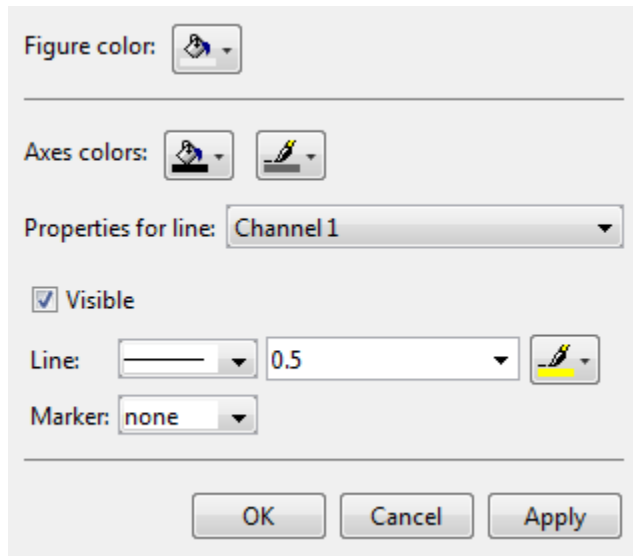 Figure color:
Axes colors:
Properties for line: Channel 1
Visible
Line: 0.5
Marker: none
OK Cancel Apply